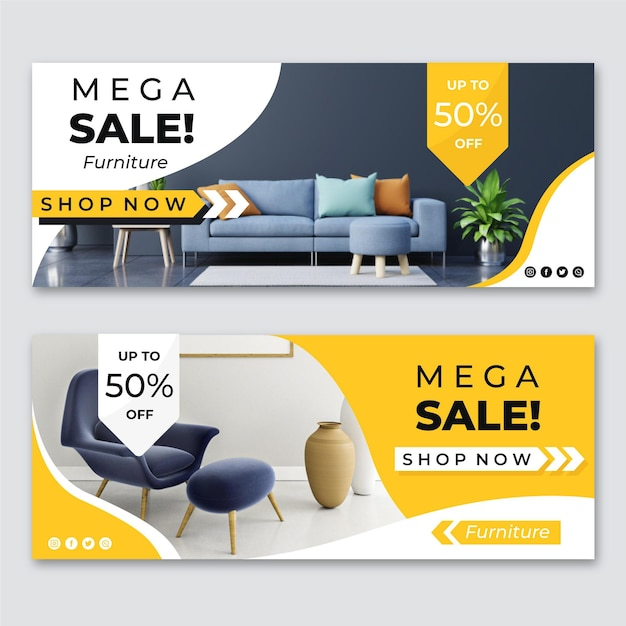 MEGA
SALE!
Furniture
SHOP NOW
UP TO
50%
OFF
UP TO
50%
OFF
MEGA
SALE!
SHOP NOW
Furniture